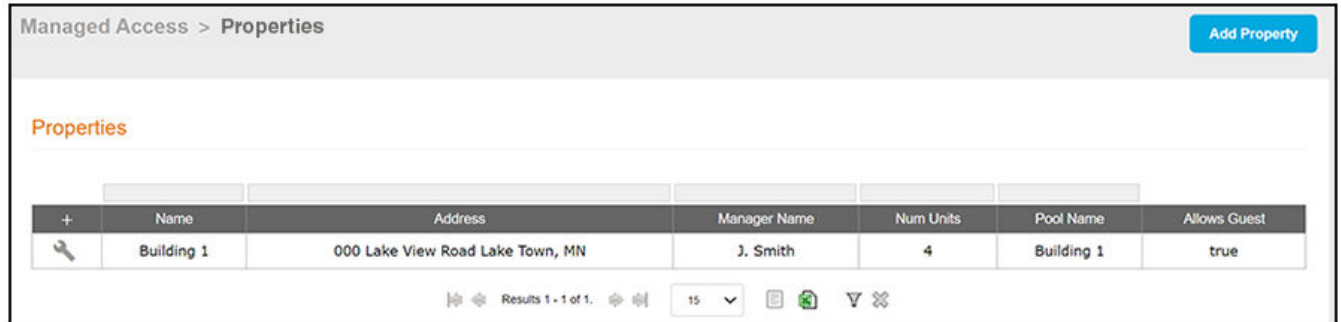 Managed Access > Properties
Add Property
Properties
+ Name Address Manager Name Num Units Pool Name Allows Guest
Building 1 000 Lake View Road Lake Town, MN J. Smith 4 Building 1 true
Results 1 - 1 of 1. 15